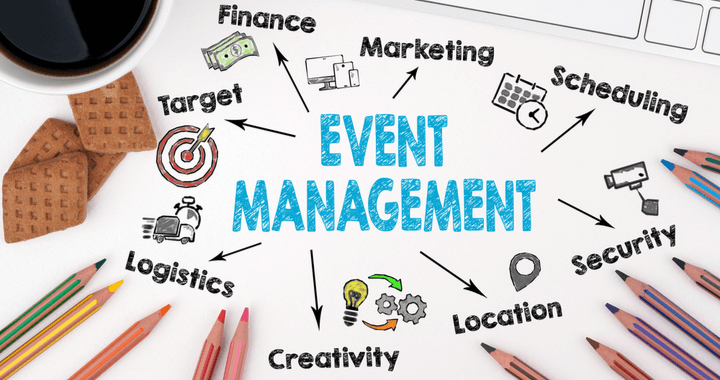 Finance
Marketing
Scheduling
Target
EVENT
MANAGEMENT
Security
Logistics
Location
Creativity